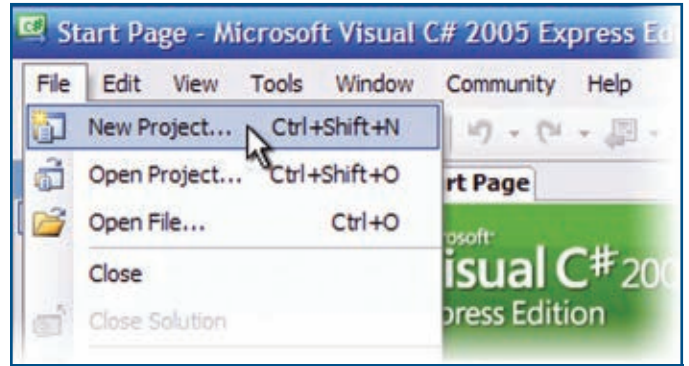 Start Page - Microsoft Visual C# 2005 Express Ed
File Edit View Tools Window Community Help
New Project... Ctrl+Shift+N
Open Project... Ctrl+Shift+O
rt Page
Open File... Ctrl+O
osoft
isual C# 200
Close
press Edition
Close Solution